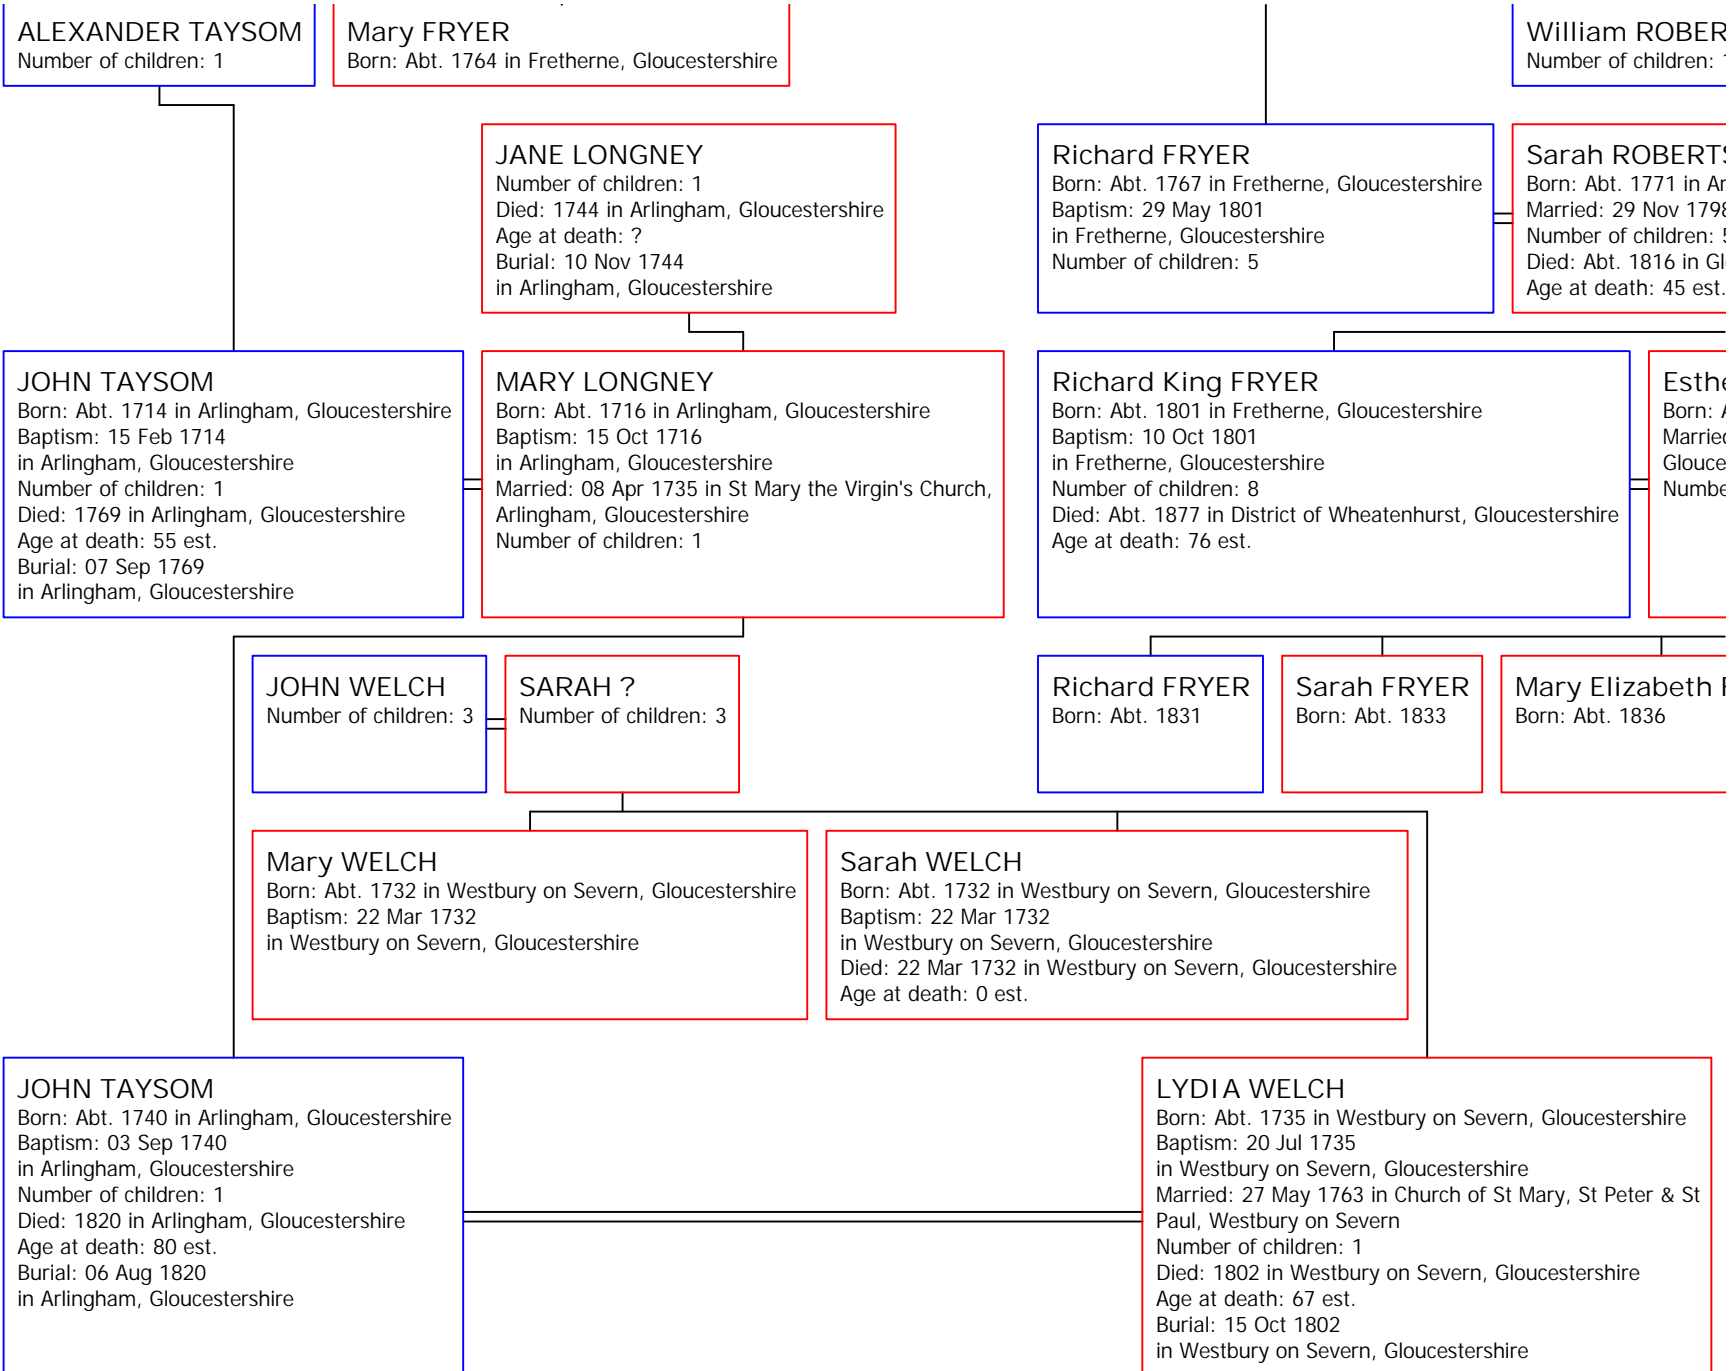 ALEXANDER TAYSOM
Number of children: 1
Mary FRYER
Born: Abt. 1764 in Fretherne, Gloucestershire
William
Number of children:
JANE LONGNEY
Number of children: 1
Died: 1744 in Arlingham, Gloucestershire
Age at death: ?
Burial: 10 Nov 1744
in Arlingham, Gloucestershire
Richard FRYER
Born: Abt. 1767 in Fretherne, Gloucestershire
Baptism: 29 May 1801
in Fretherne, Gloucestershire
Number of children: 5
Sarah ROBERTS
Born: Abt. 1771 in
Married: 29 Nov 1798
Number of children: 5
Died: Abt. 1816 in
Age at death: 45 est.
JOHN TAYSOM
Born: Abt. 1714 in Arlingham, Gloucestershire
Baptism: 15 Feb 1714
in Arlingham, Gloucestershire
Number of children: 1
Died: 1769 in Arlingham, Gloucestershire
Age at death: 55 est.
Burial: 07 Sep 1769
in Arlingham, Gloucestershire
MARY LONGNEY
Born: Abt. 1716 in Arlingham, Gloucestershire
Baptism: 15 Oct 1716
in Arlingham, Gloucestershire
Married: 08 Apr 1735 in St Mary the Virgin's Church,
Arlingham, Gloucestershire
Number of children: 1
Richard King FRYER
Born: Abt. 1801 in Fretherne, Gloucestershire
Baptism: 10 Oct 1801
in Fretherne, Gloucestershire
Number of children: 8
Died: Abt. 1877 in District of Wheatenhurst, Gloucestershire
Age at death: 76 est.
Born:
JOHN WELCH
Number of children: 3
SARAH ?
Number of children: 3
Richard FRYER
Born: Abt. 1831
Sarah FRYER
Born: Abt. 1833
Mary Elizabeth
Born: Abt. 1836
Mary WELCH
Born: Abt. 1732 in Westbury on Severn, Gloucestershire
Baptism: 22 Mar 1732
in Westbury on Severn, Gloucestershire
Sarah WELCH
Born: Abt. 1732 in Westbury on Severn, Gloucestershire
Baptism: 22 Mar 1732
in Westbury on Severn, Gloucestershire
Died: 22 Mar 1732 in Westbury on Severn, Gloucestershire
Age at death: 0 est.
JOHN TAYSOM
Born: Abt. 1740 in Arlingham, Gloucestershire
Baptism: 03 Sep 1740
in Arlingham, Gloucestershire
Number of children: 1
Died: 1820 in Arlingham, Gloucestershire
Age at death: 80 est.
Burial: 06 Aug 1820
in Arlingham, Gloucestershire
LYDIA WELCH
Born: Abt. 1735 in Westbury on Severn, Gloucestershire
Baptism: 20 Jul 1735
in Westbury on Severn, Gloucestershire
Married: 27 May 1763 in Church of St Mary, St Peter & St
Paul, Westbury on Severn
Number of children: 1
Died: 1802 in Westbury on Severn, Gloucestershire
Age at death: 67 est.
Burial: 15 Oct 1802
in Westbury on Severn, Gloucestershire